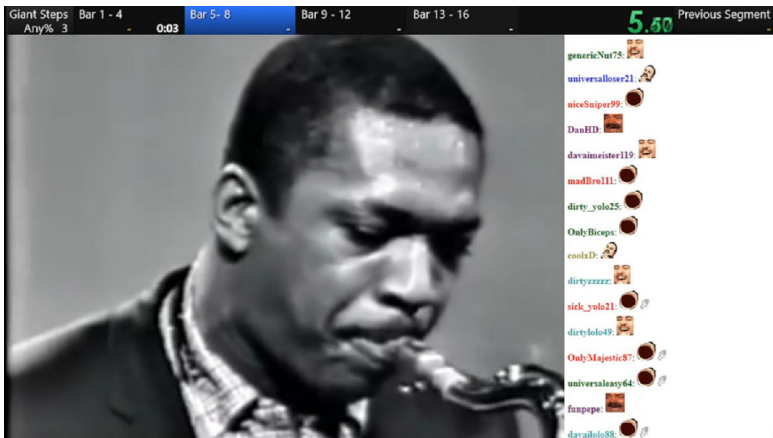 Giant Steps Bar 1 - 4 Bar 5- 8 Bar 9 - 12 Bar 13 - 16 5.60 Previous Segment
Any% 3 - 0:03 - - - -
genericNut75:
universalloser21:
niceSniper99:
DanHD:
davaimeister119:
madBro111:
dirty_yolo25:
OnlyBiceps:
coolxD:
dirtyzzzzz:
sick_yolo21:
dirtylolo49:
OnlyMajestic87:
universaleasy64:
funpepe:
davailolo88: